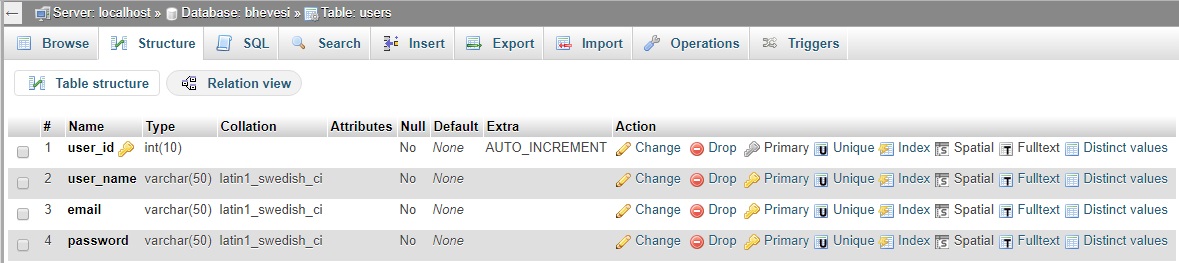 ← Server: localhost » Database: bhevesi » Table: users
Browse Structure SQL Search Insert Export Import Operations Triggers
Table structure Relation view
# Name Type Collation Attributes Null Default Extra Action
1 user_id int(10) No None AUTO_INCREMENT Change Drop Primary Unique Index Spatial Fulltext Distinct values
2 user_name varchar(50) latin1_swedish_ci No None Change Drop Primary Unique Index Spatial Fulltext Distinct values
3 email varchar(50) latin1_swedish_ci No None Change Drop Primary Unique Index Spatial Fulltext Distinct values
4 password varchar(50) latin1_swedish_ci No None Change Drop Primary Unique Index Spatial Fulltext Distinct values